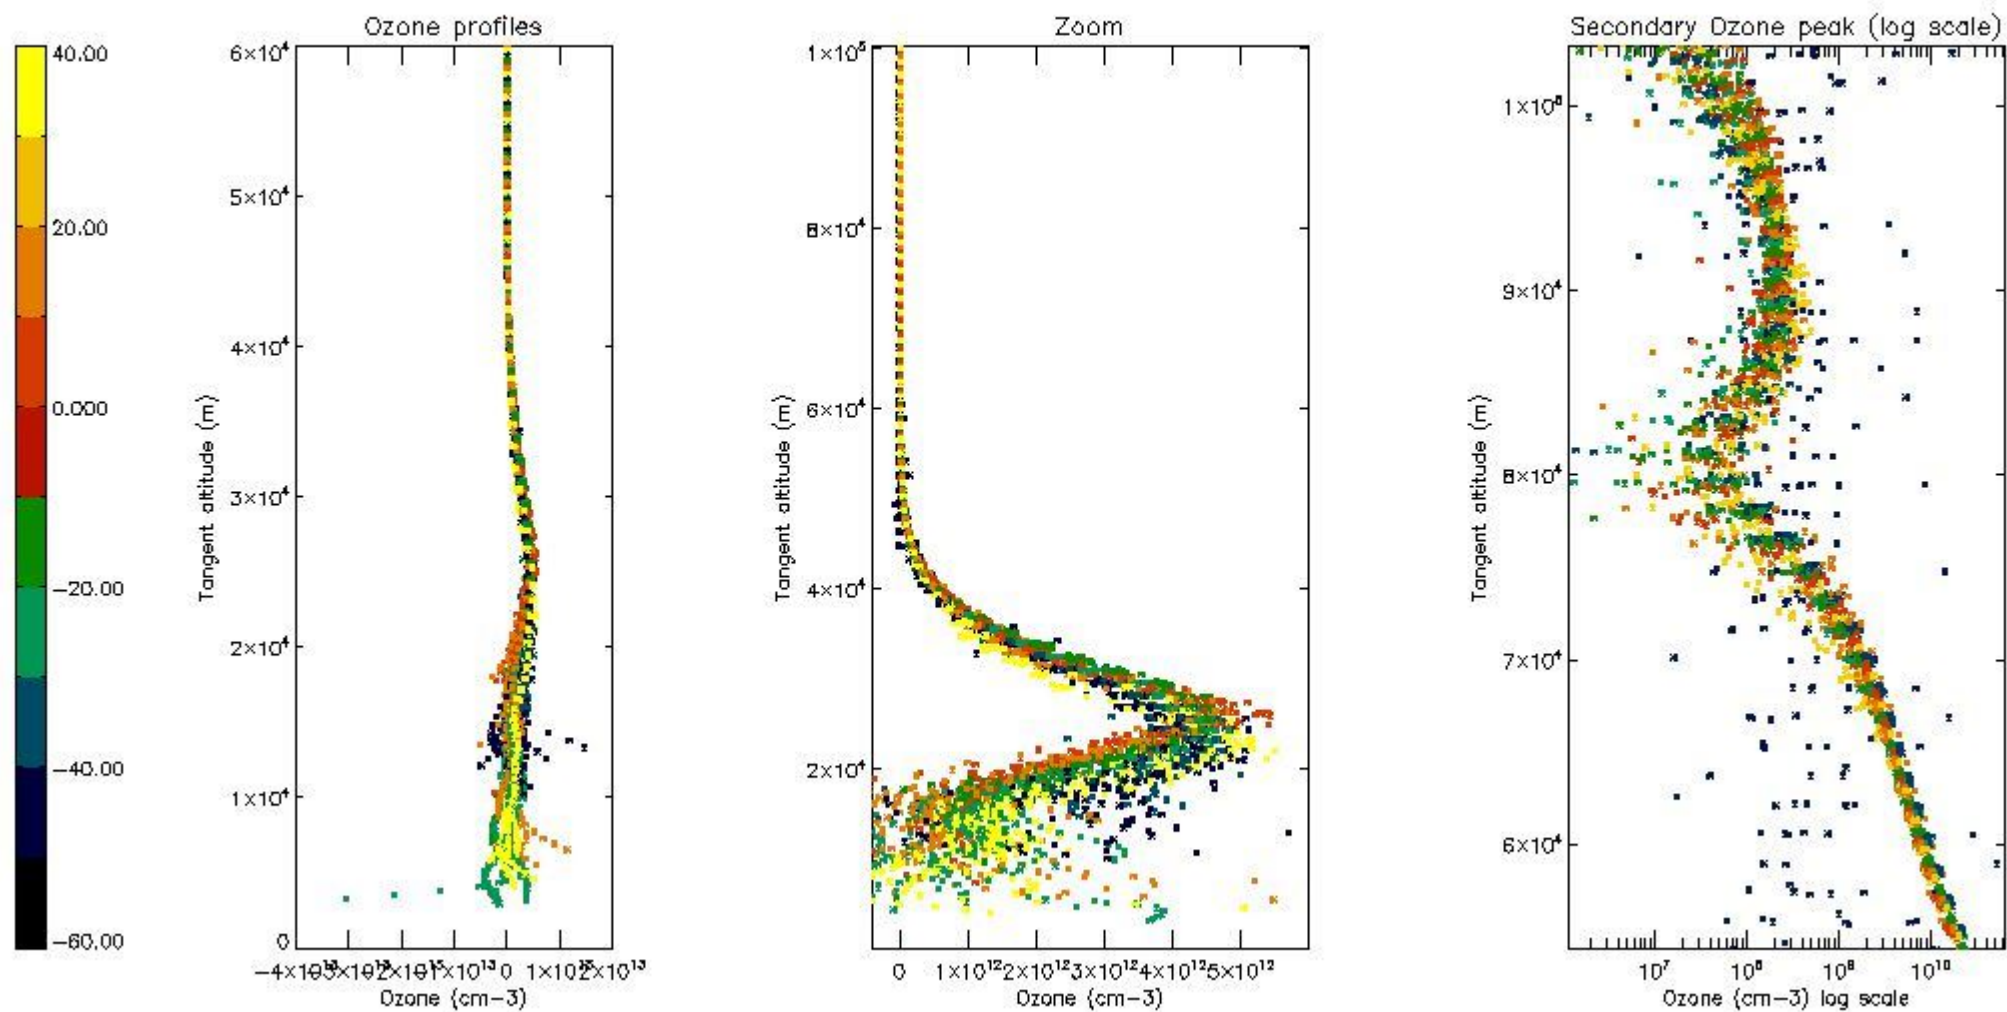 Ozone profiles
Zoom
Secondary Ozone peak (log scale)
40.00
20.00
0.000
-20.00
-40.00
-60.00
6×10⁴
5×10⁴
4×10⁴
3×10⁴
2×10⁴
1×10⁴
0
Tangent altitude (m)
0
Ozone (cm-3)
1×10⁵
8×10⁴
6×10⁴
4×10⁴
2×10⁴
Tangent altitude (m)
0 1×10¹² 2×10¹² 3×10¹² 4×10¹² 5×10¹²
Ozone (cm-3)
9×10⁴
8×10⁴
7×10⁴
6×10⁴
Tangent altitude (m)
10⁷ 10⁸ 10⁹ 10¹⁰
Ozone (cm-3) log scale